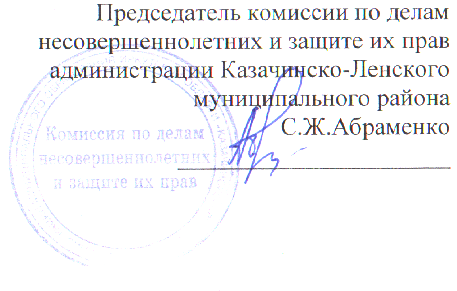 Председатель комиссии по делам
несовершеннолетних и защите их прав
администрации Казачинско-Ленского
муниципального района
С.Ж.Абраменко
Комиссия по делам
несовершеннолетних
и защите их прав